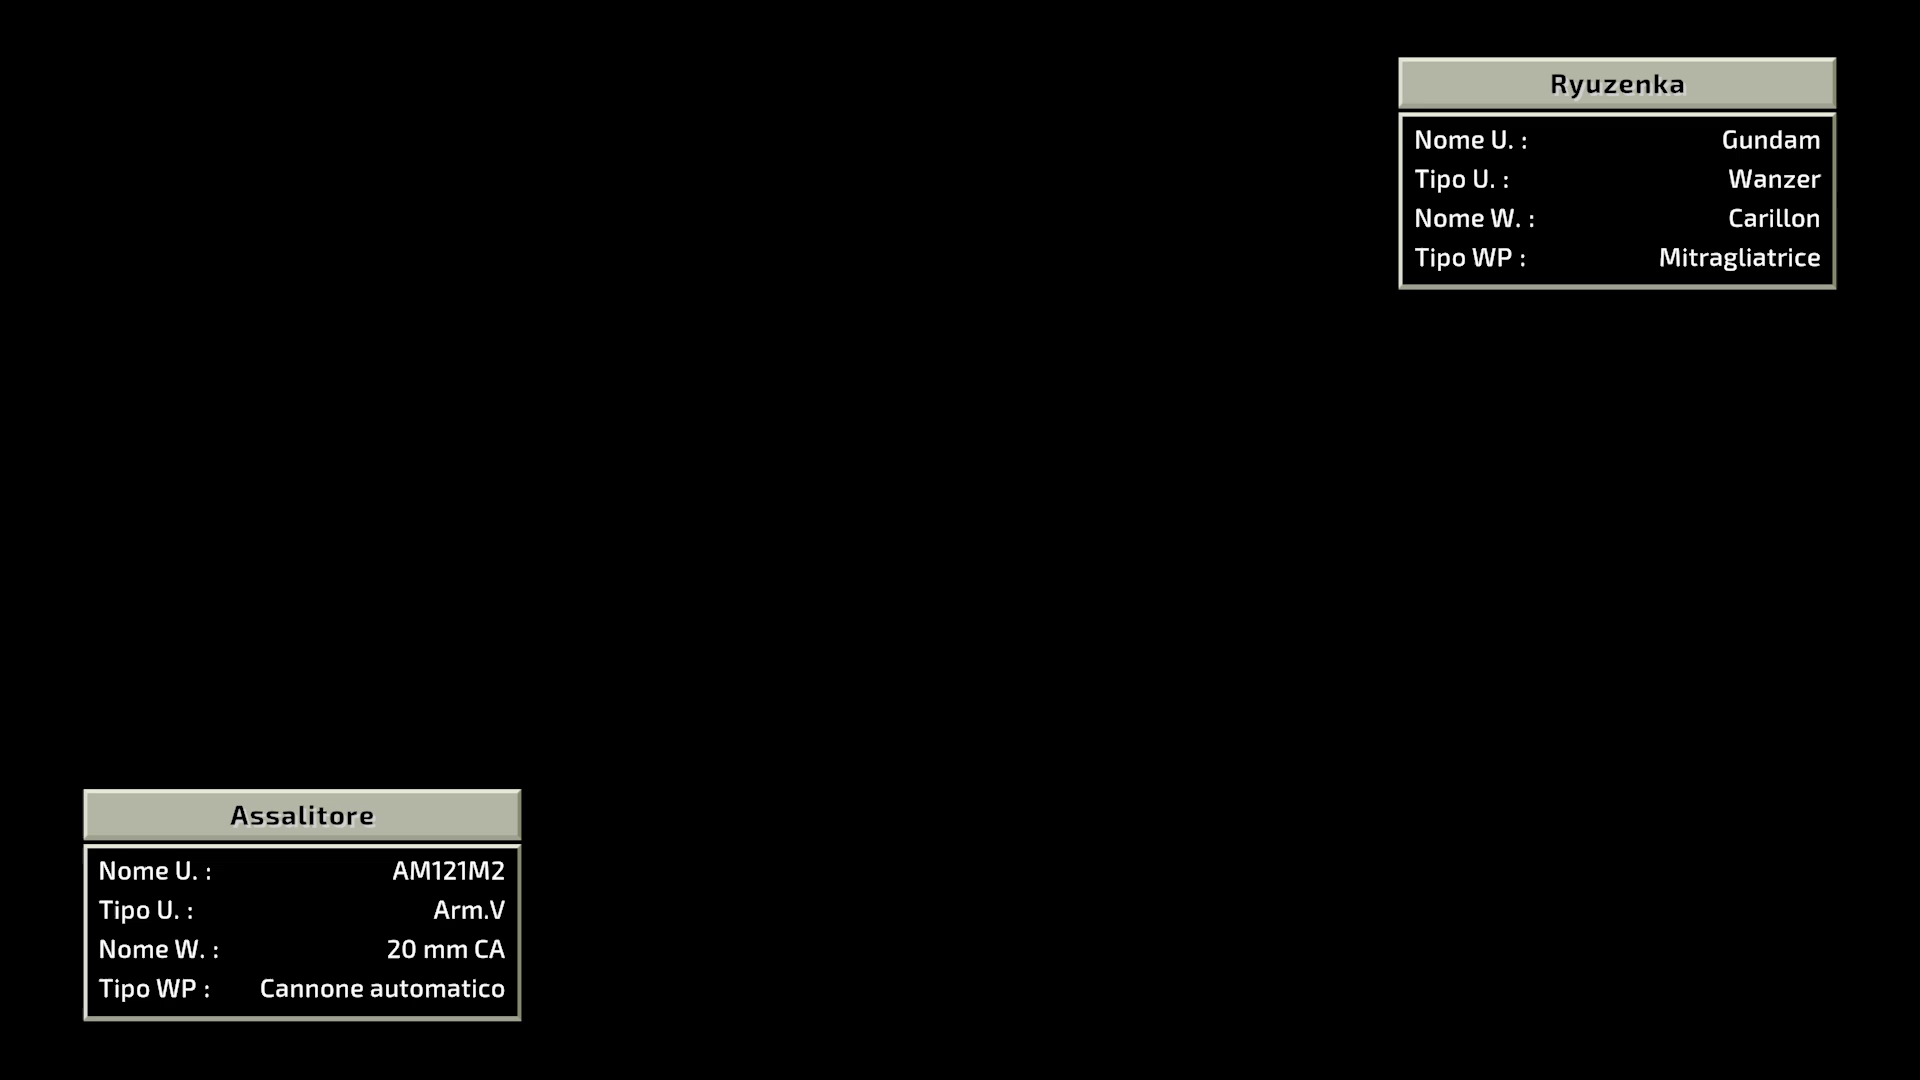 Ryuzenka
Nome U. : Gundam
Tipo U. : Wanzer
Nome W. : Carillon
Tipo WP : Mitragliatrice
Assalitore
Nome U. : AM121M2
Tipo U. : Arm.V
Nome W. : 20 mm CA
Tipo WP : Cannone automatico